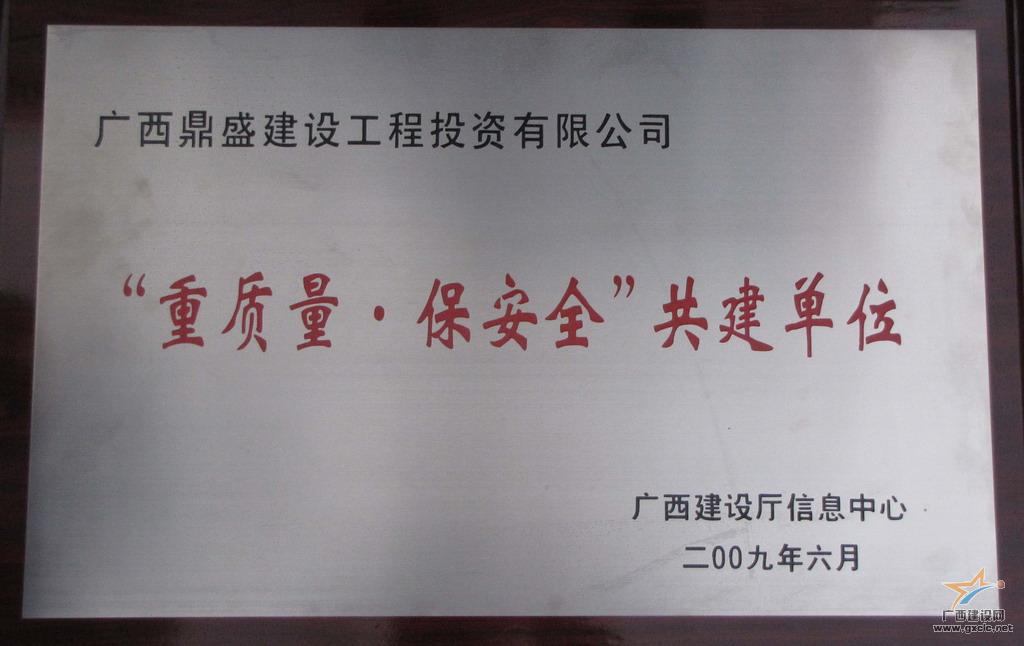 广西鼎盛建设工程投资有限公司
“重质量·保安全”共建单位
广西建设厅信息中心
二00九年六月
广西建设网
www.gxcic.net